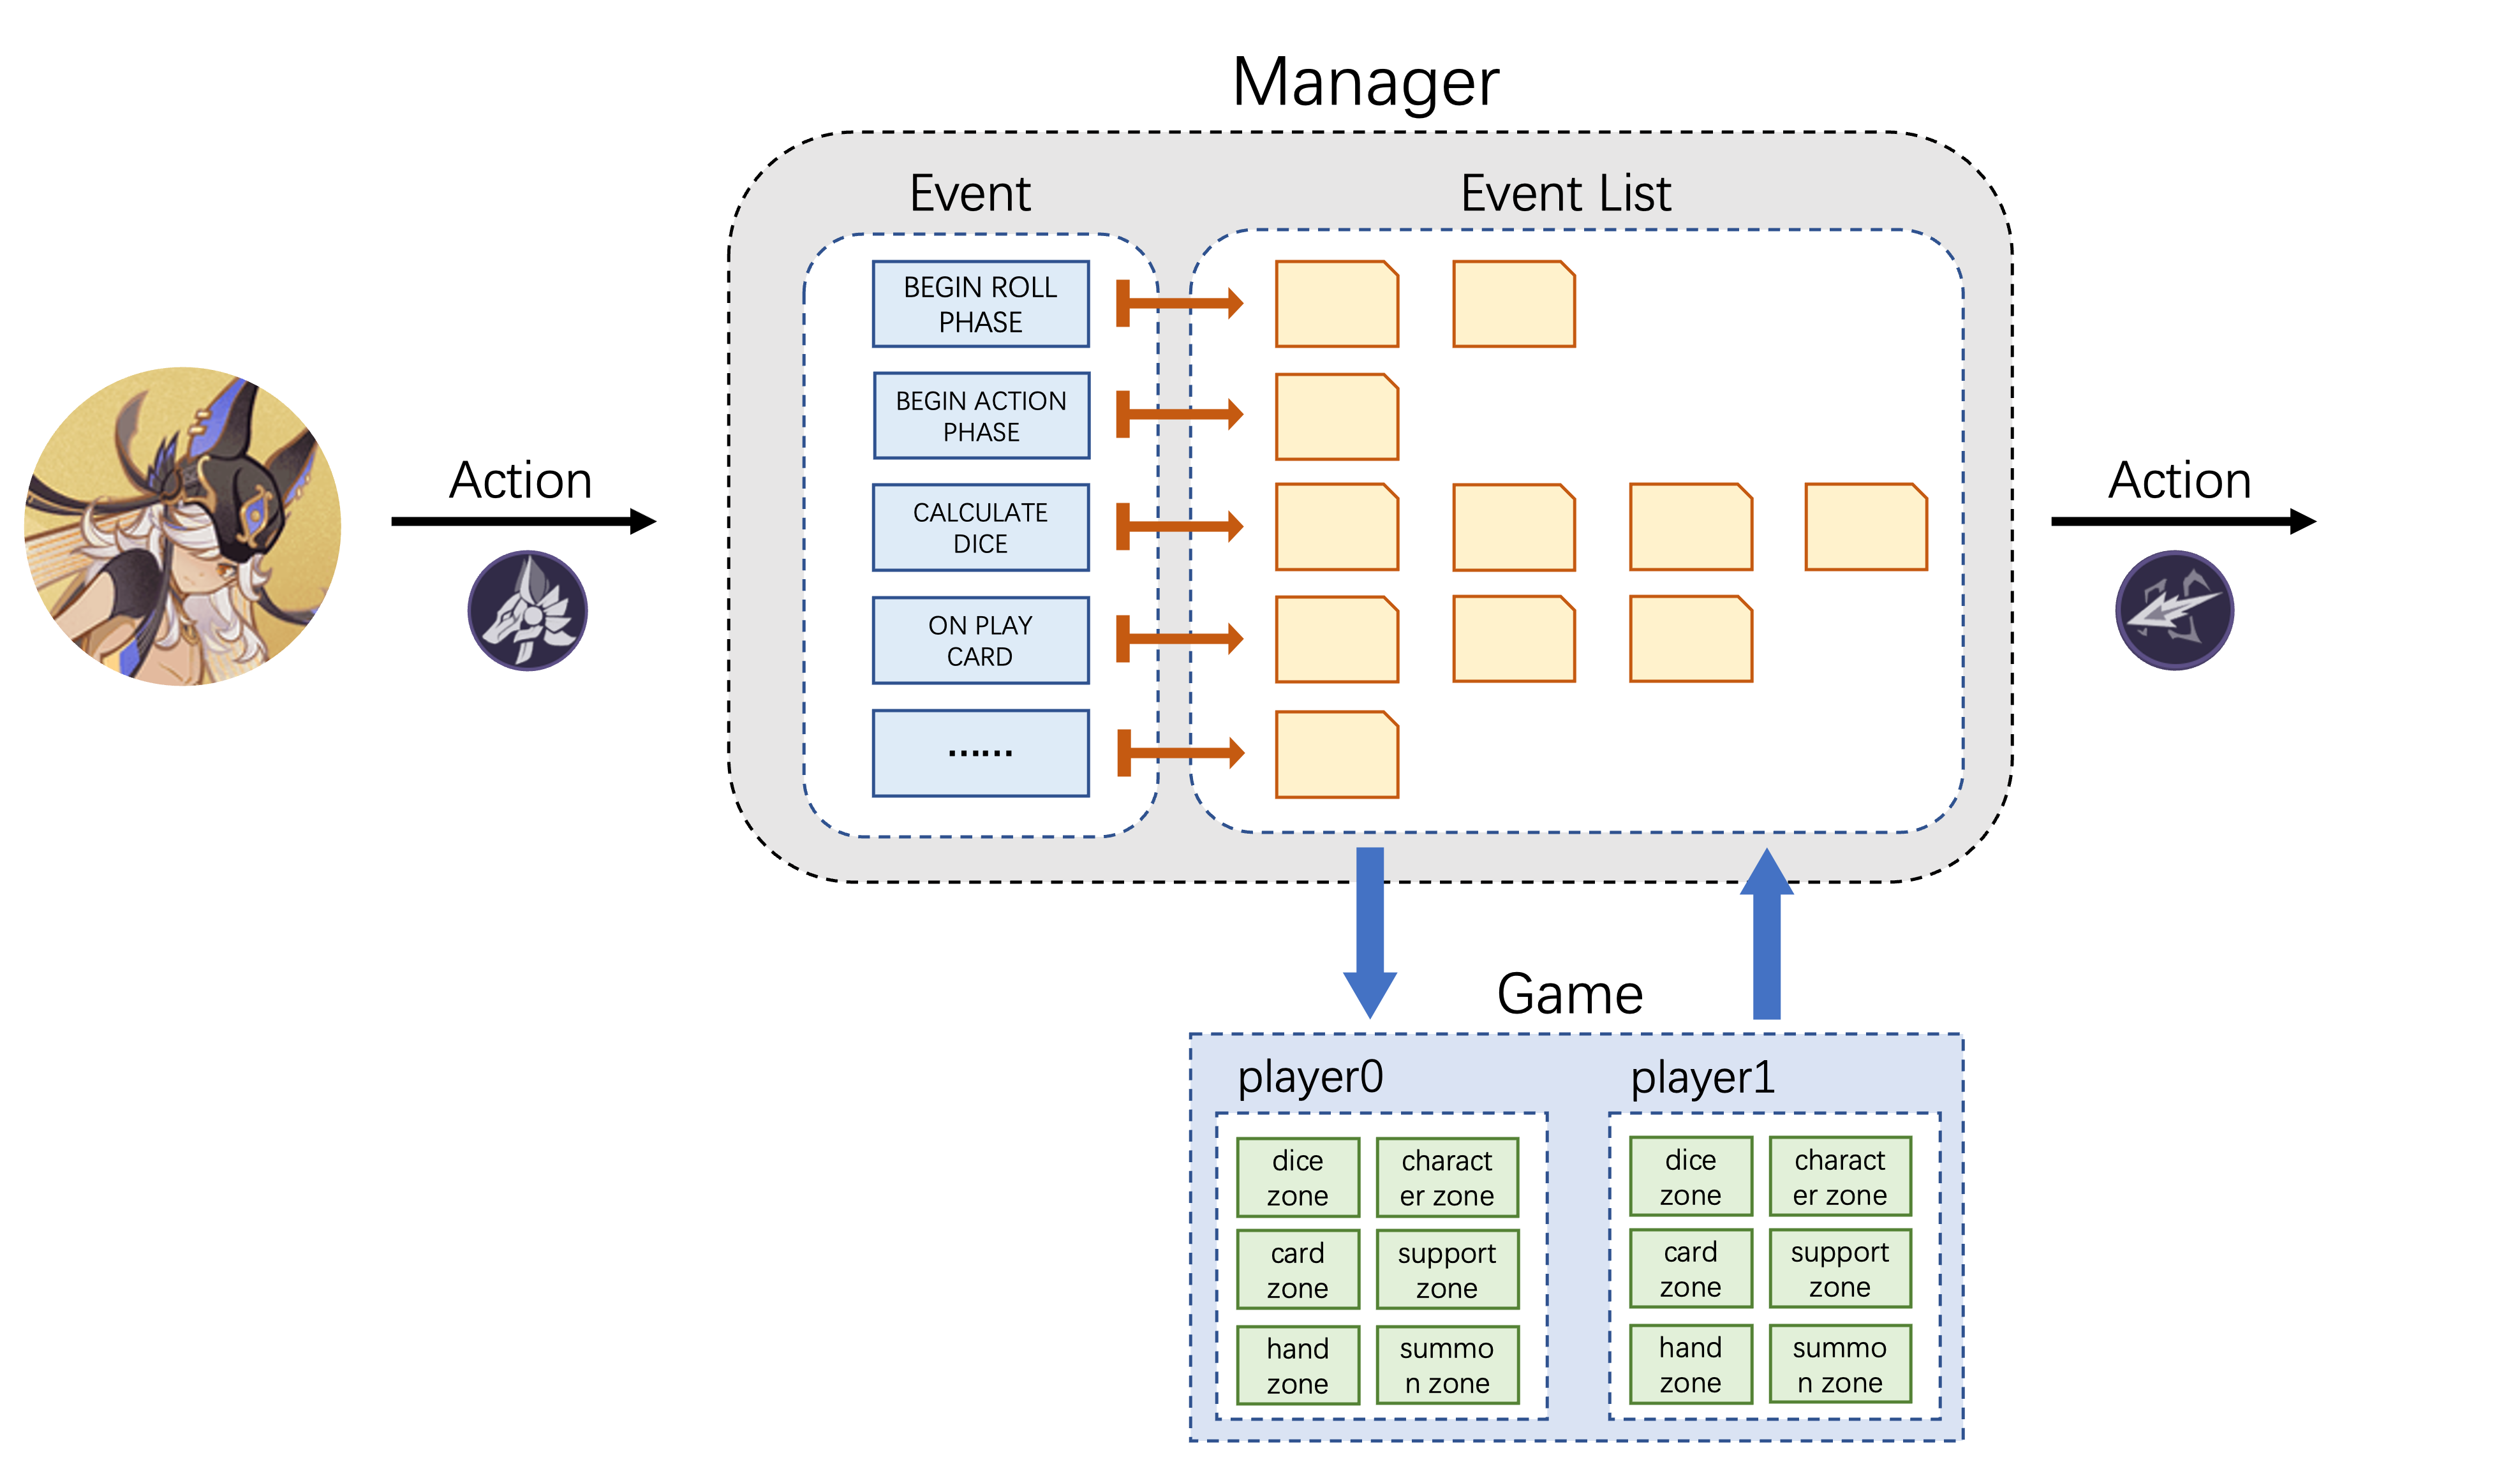 Manager
Event
Event List
BEGIN ROLL
PHASE
BEGIN ACTION
PHASE
CALCULATE
DICE
ON PLAY
CARD
......
Action
Action
Game
player0
dice
zone
charact
er zone
card
zone
support
zone
hand
zone
summo
n zone
player1
dice
zone
charact
er zone
card
zone
support
zone
hand
zone
summo
n zone